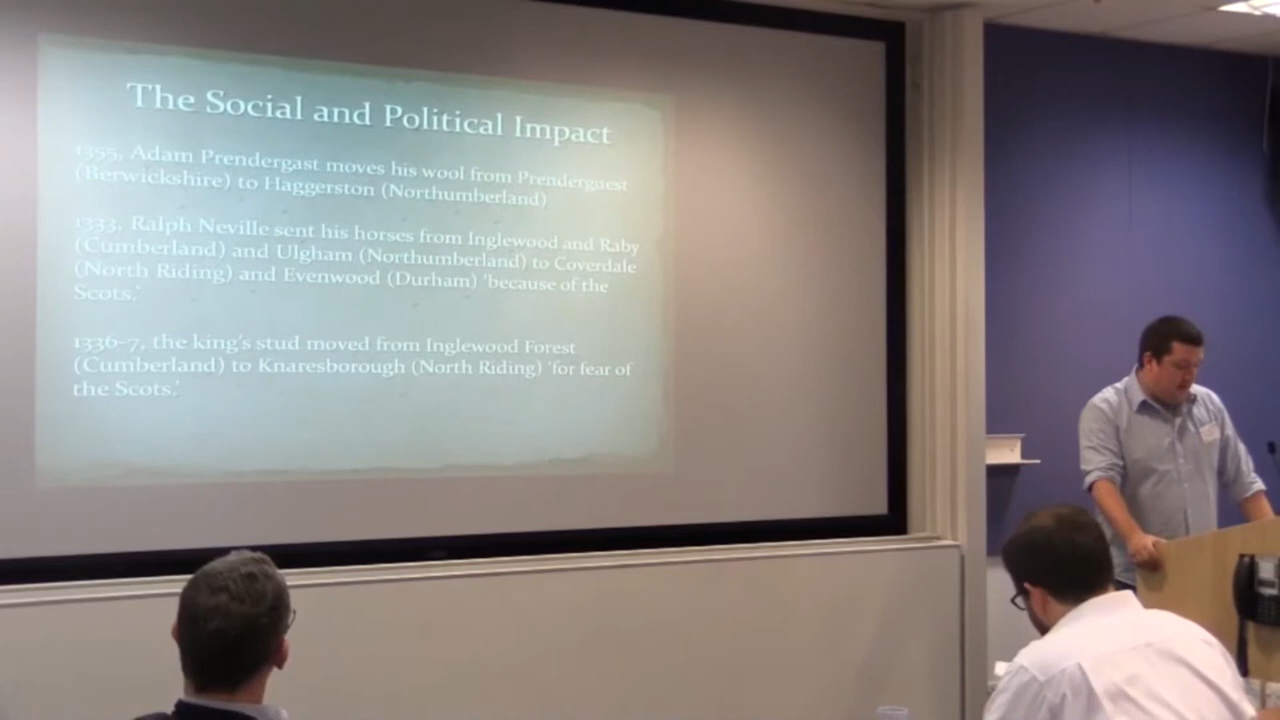 The Social and Political Impact
1355, Adam Prendergast moves his wool from Prenderguest
(Berwickshire) to Haggerston (Northumberland)
1333, Ralph Neville sent his horses from Inglewood and Raby
(Cumberland) and Ulgham (Northumberland) to Coverdale
(North Riding) and Evenwood (Durham) 'because of the
Scots.'
1336-7, the king's stud moved from Inglewood Forest
(Cumberland) to Knaresborough (North Riding) 'for fear of
the Scots.'